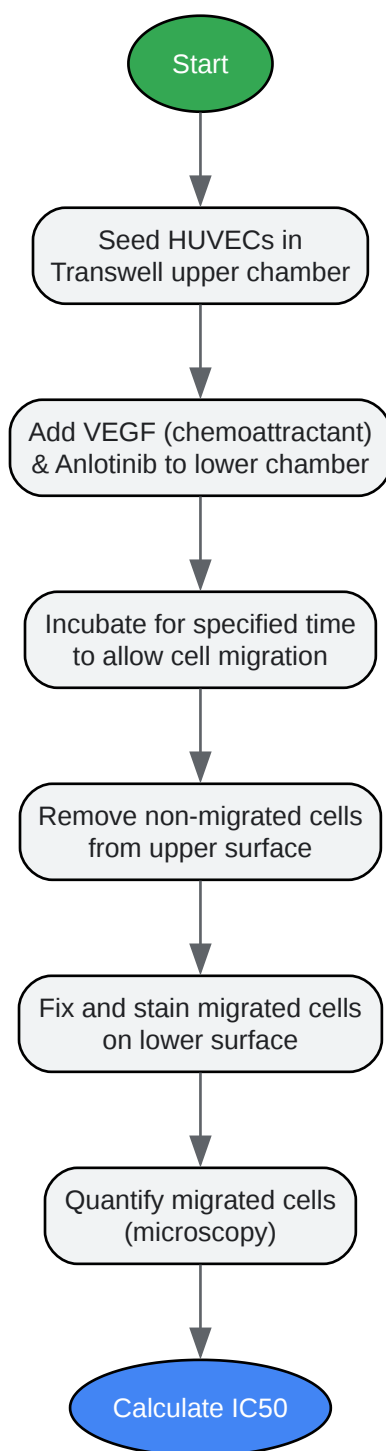 Start
Seed HUVECs in
Transwell upper chamber
Add VEGF (chemoattractant)
& Anlotinib to lower chamber
Incubate for specified time
to allow cell migration
Remove non-migrated cells
from upper surface
Fix and stain migrated cells
on lower surface
Quantify migrated cells
(microscopy)
Calculate IC50